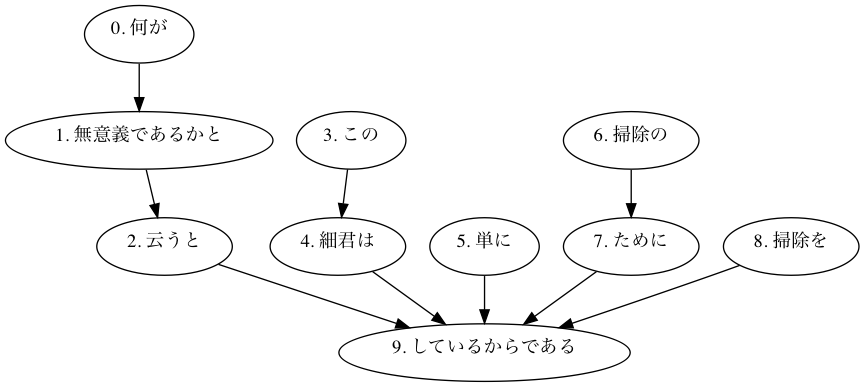 0. 何が
1. 無意義であるかと
3. この
6. 掃除の
2. 云うと
4. 細君は
5. 単に
7. ために
8. 掃除を
9. しているからである